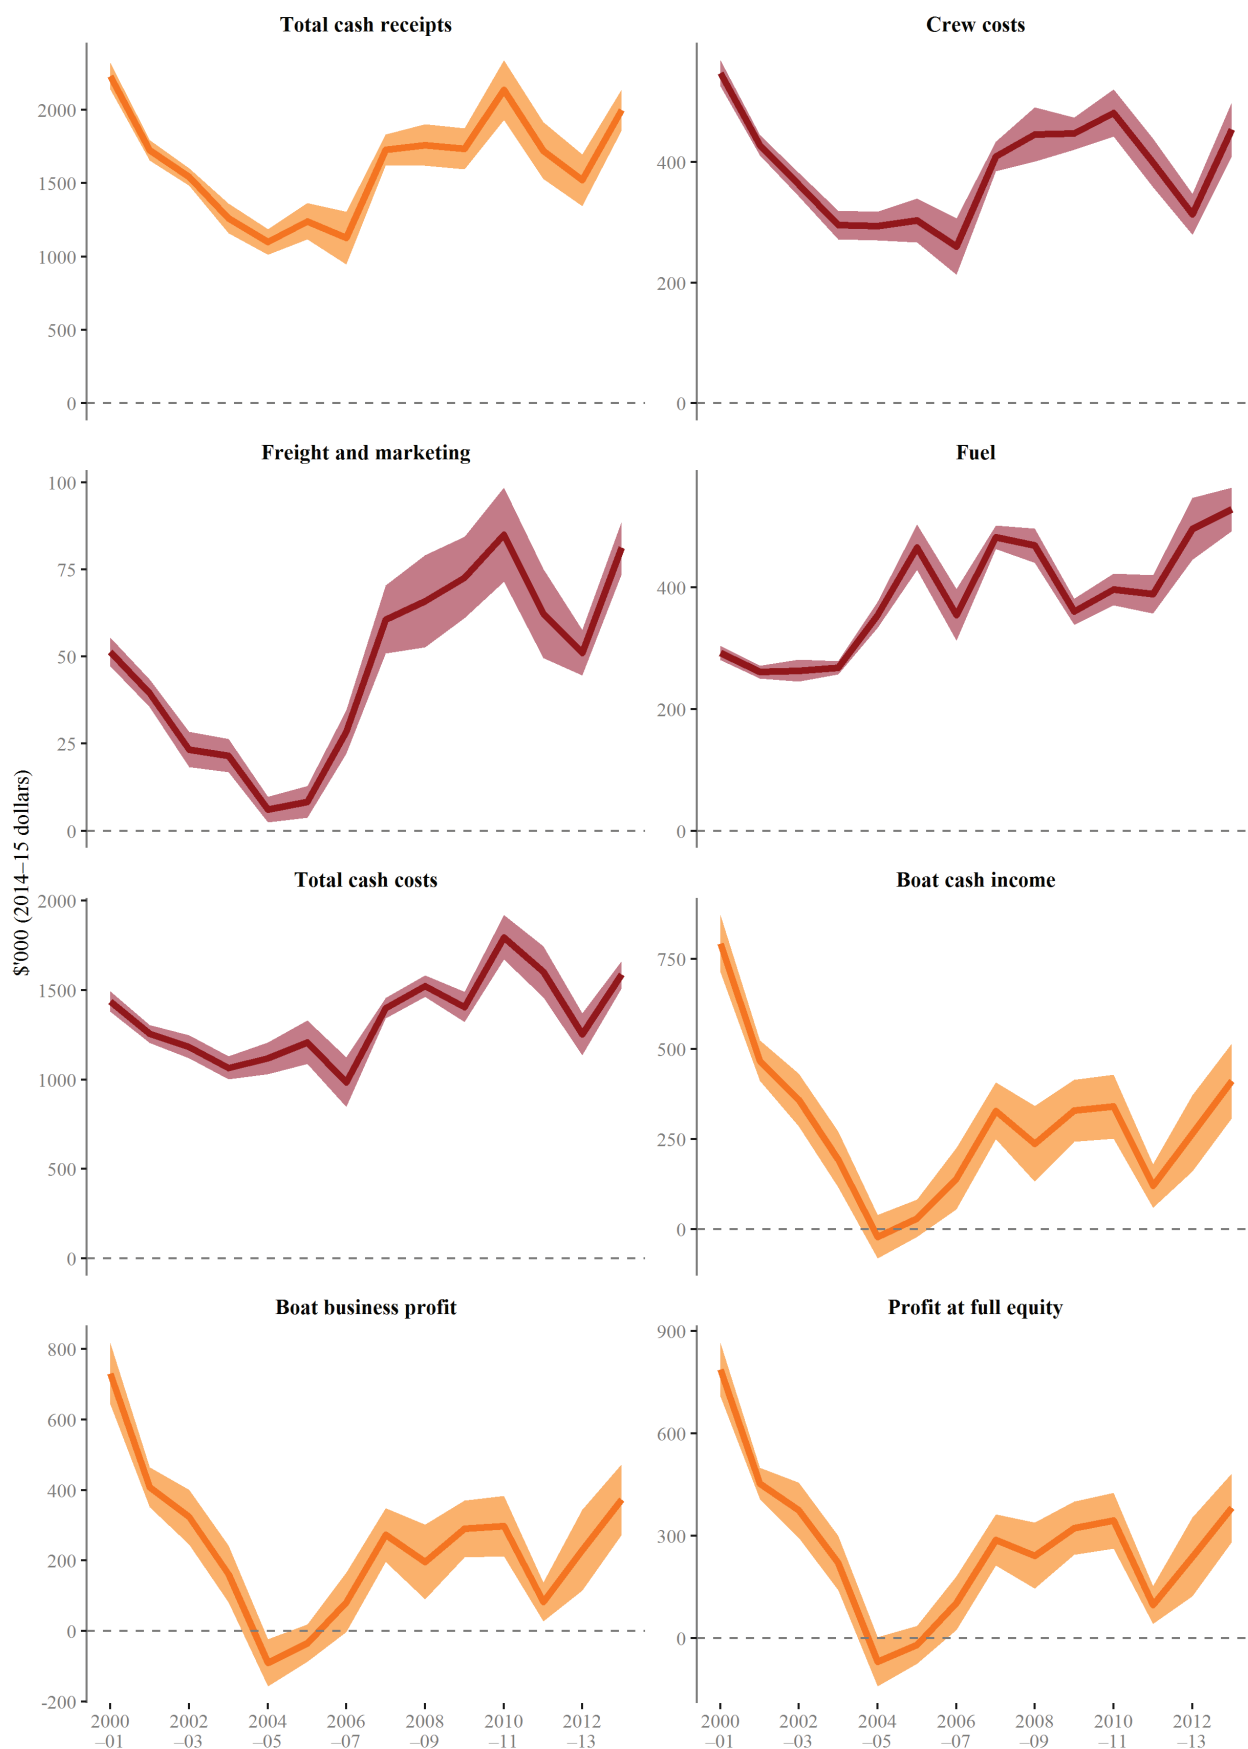 Total cash receipts
2000
1500
1000
500
0
Crew costs
400
200
0
Freight and marketing
100
75
50
25
0
Fuel
400
200
0
$'000 (2014–15 dollars)
Total cash costs
2000
1500
1000
500
0
Boat cash income
750
500
250
0
Boat business profit
800
600
400
200
0
-200
2000 2002 2004 2006 2008 2010 2012
–01 –03 –05 –07 –09 –11 –13
Profit at full equity
900
600
300
0
2000 2002 2004 2006 2008 2010 2012
–01 –03 –05 –07 –09 –11 –13